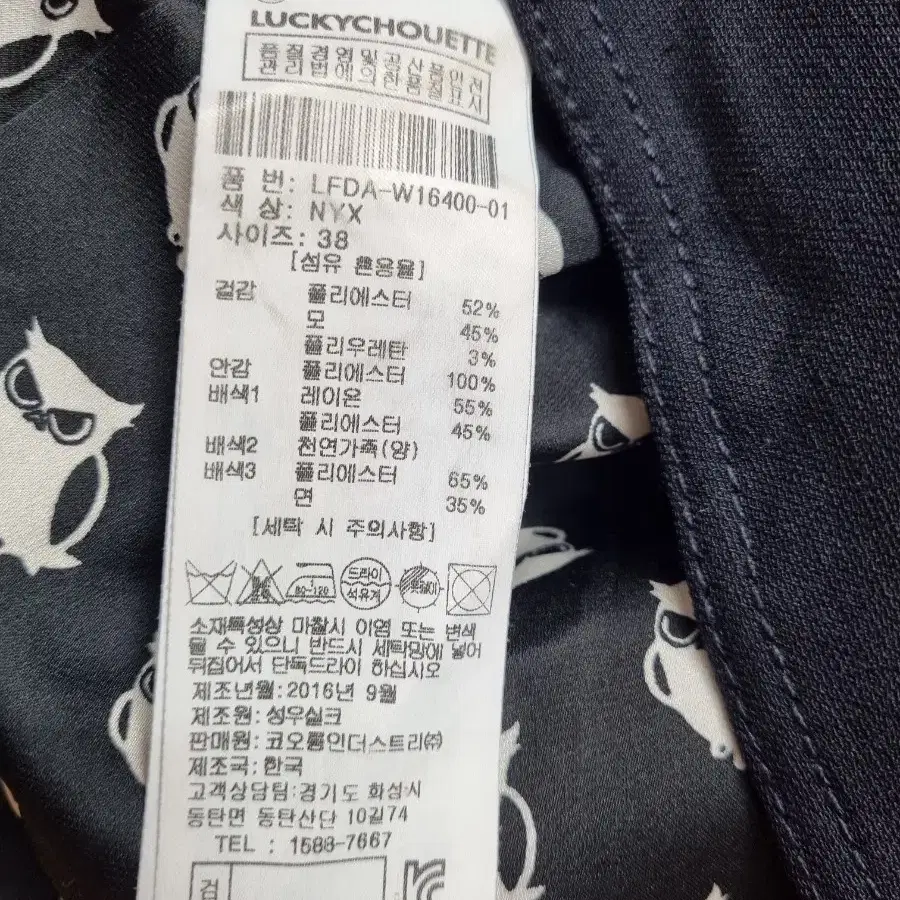 LUCKYCHOUETTE
품질경영및공산품안전
관리법에의한품질표시
품 번: LFDA-W16400-01
색 상: NYX
사이즈: 38
[섬유 혼용율]
겉감 폴리에스터 52%
모 45%
폴리우레탄 3%
안감 폴리에스터 100%
배색1 레이온 55%
폴리에스터 45%
배색2 천연가죽(양)
배색3 폴리에스터 65%
면 35%
[세탁 시 주의사항]
80-120
드라이
석유계
옷걸이
소재특성상 마찰시 이염 또는 변색
될 수 있으니 반드시 세탁망에 넣어
뒤집어서 단독드라이 하십시오
제조년월:2016년 9월
제조원:성우실크
판매원:코오롱인더스트리㈜
제조국:한국
고객상담팀:경기도 화성시
동탄면 동탄산단 10길74
TEL : 1588-7667
검